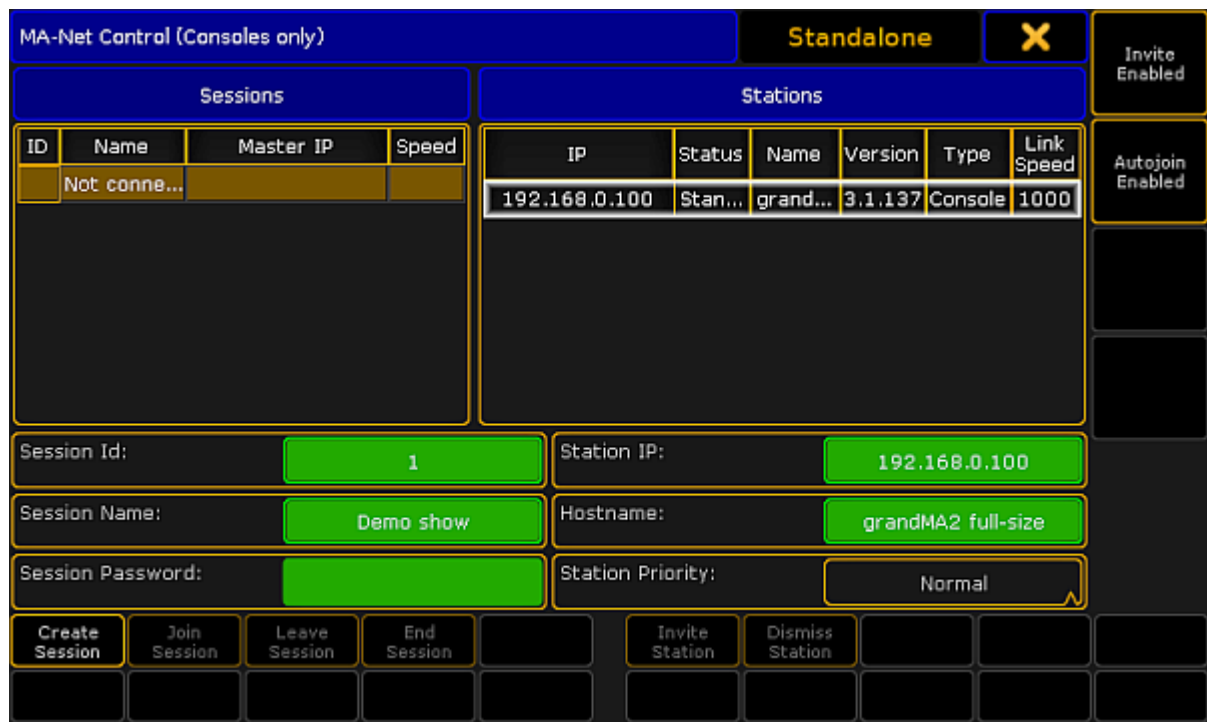 MA-Net Control (Consoles only)
Standalone
Invite
Enabled
Sessions
Stations
ID Name Master IP Speed
IP Status Name Version Type Link Speed
Autojoin
Enabled
Not conne...
192.168.0.100 Stan... grand... 3.1.137 Console 1000
Session Id: 1
Station IP: 192.168.0.100
Session Name: Demo show
Hostname: grandMA2 full-size
Session Password:
Station Priority: Normal
Create
Session
Join
Session
Leave
Session
End
Session
Invite
Station
Dismiss
Station